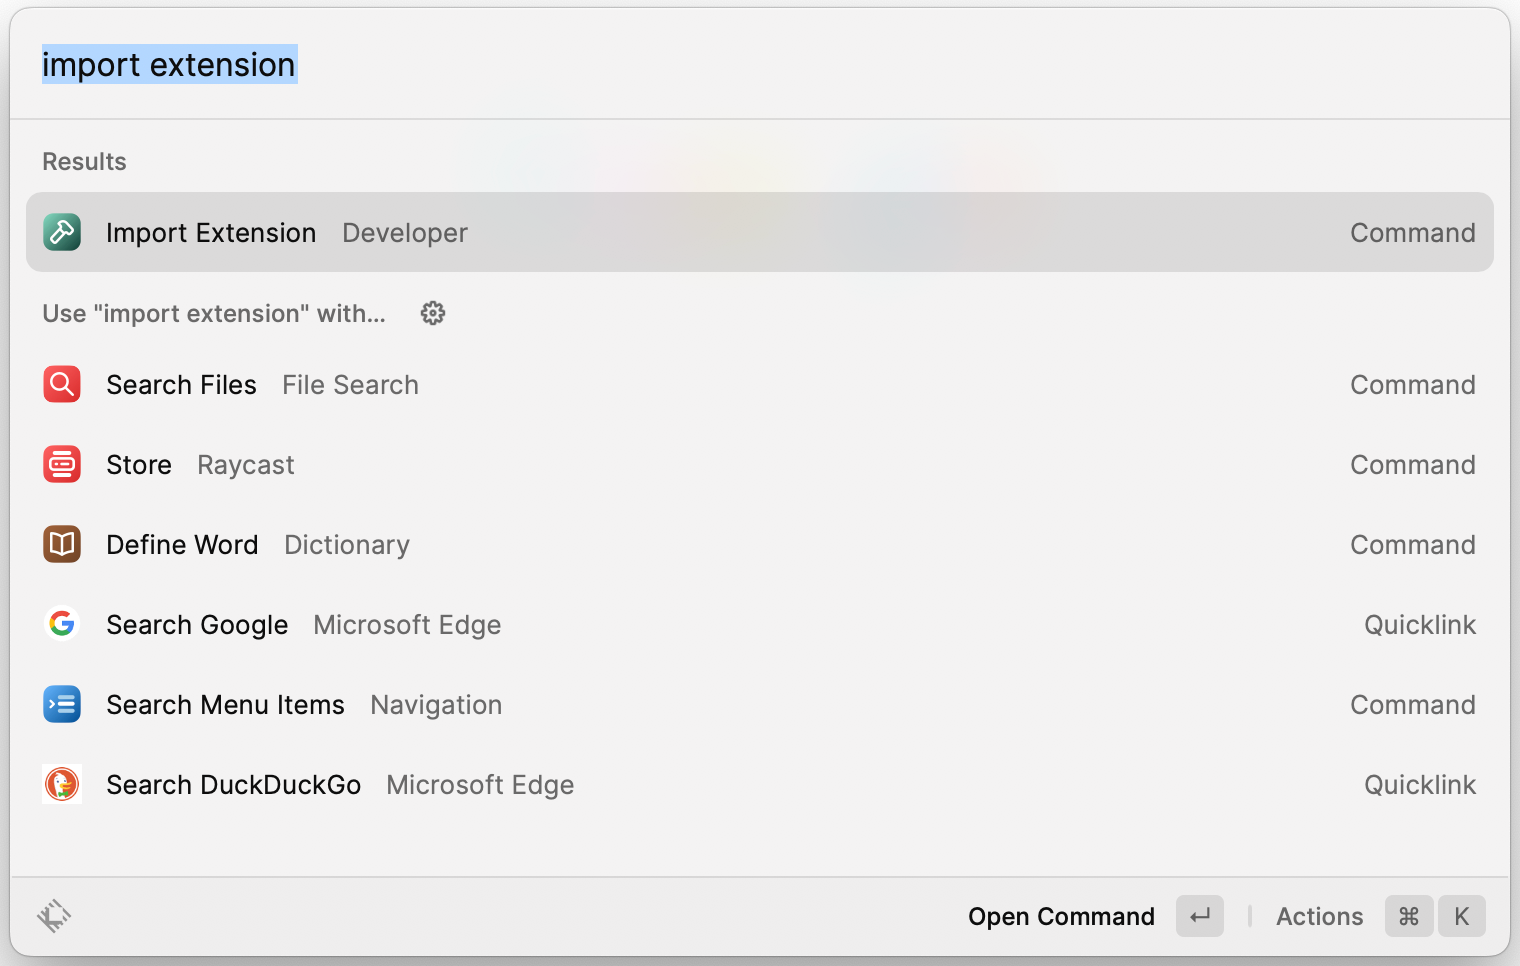 import extension
Results
Import Extension Developer Command
Use "import extension" with...
Search Files File Search Command
Store Raycast Command
Define Word Dictionary Command
Search Google Microsoft Edge Quicklink
Search Menu Items Navigation Command
Search DuckDuckGo Microsoft Edge Quicklink
Open Command ↵ Actions ⌘ K